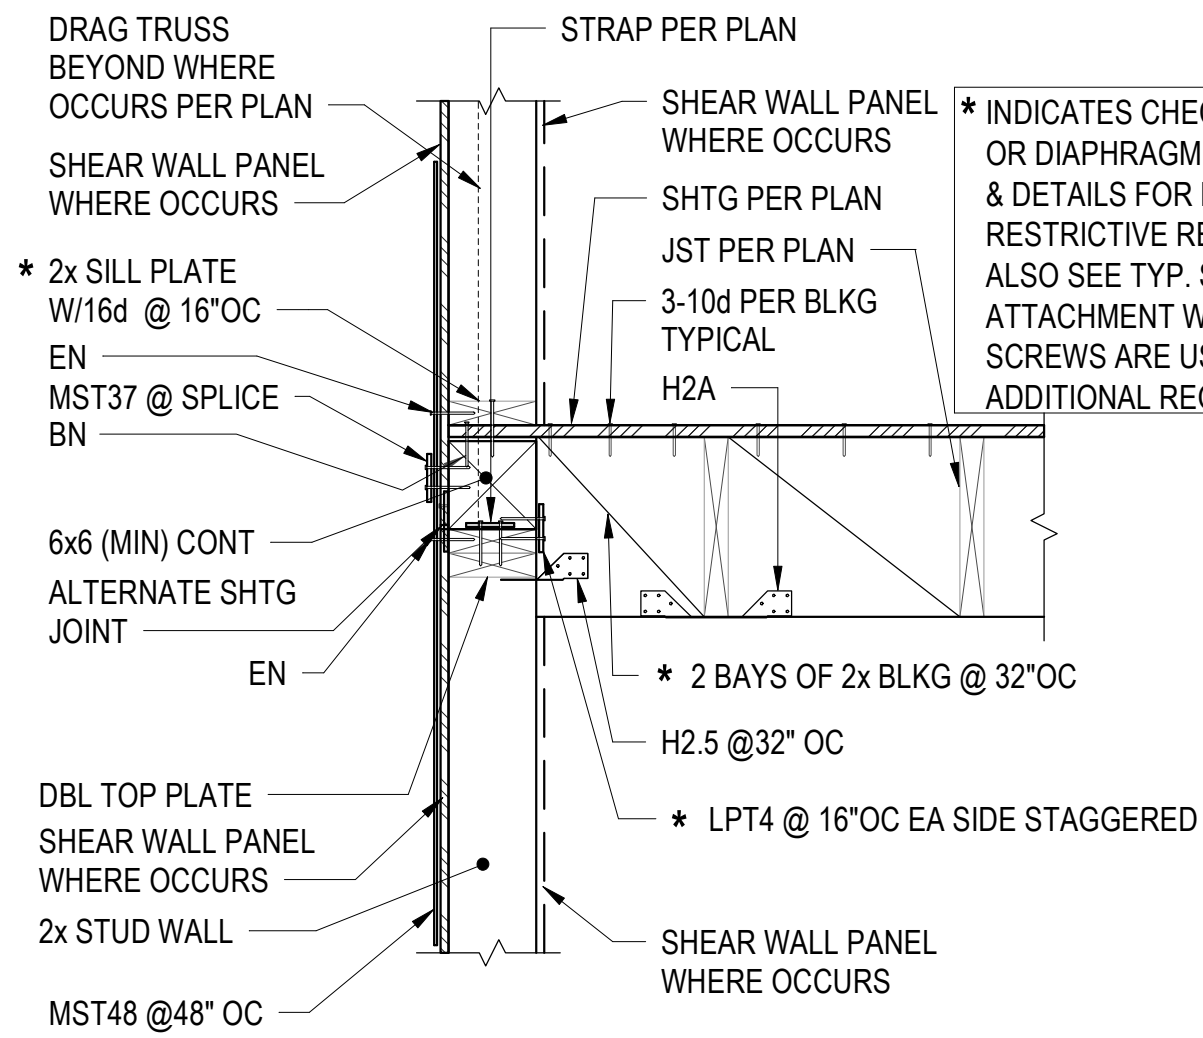 DRAG TRUSS
BEYOND WHERE
OCCURS PER PLAN
SHEAR WALL PANEL
WHERE OCCURS
* 2x SILL PLATE
W/16d @ 16"OC
EN
MST37 @ SPLICE
BN
6x6 (MIN) CONT
ALTERNATE SHTG
JOINT
EN
DBL TOP PLATE
SHEAR WALL PANEL
WHERE OCCURS
2x STUD WALL
MST48 @48" OC
STRAP PER PLAN
SHEAR WALL PANEL
WHERE OCCURS
SHTG PER PLAN
JST PER PLAN
3-10d PER BLKG
TYPICAL
H2A
* 2 BAYS OF 2x BLKG @ 32"OC
H2.5 @32" OC
* LPT4 @ 16"OC EA SIDE STAGGERED
SHEAR WALL PANEL
WHERE OCCURS
* INDICATES
OR DIAPHRAGM
& DETAILS FOR
RESTRICTIVE
ALSO SEE TYP.
ATTACHMENT
SCREWS ARE
ADDITIONAL